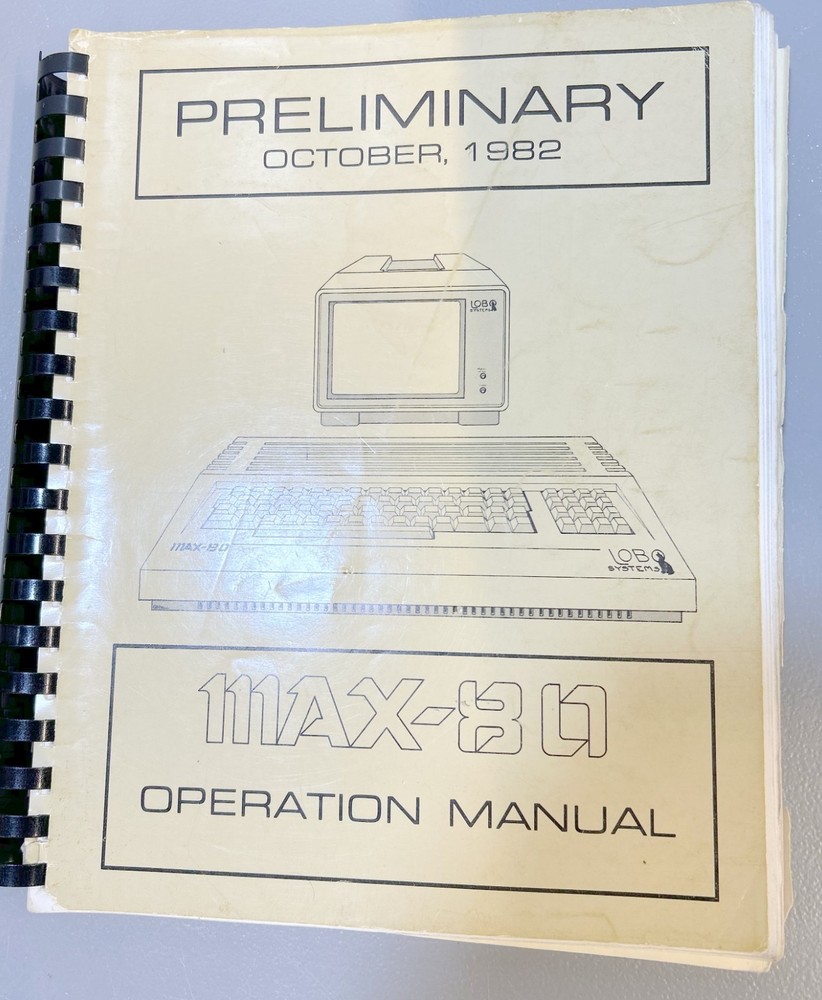 PRELIMINARY
OCTOBER, 1982
LOBO
SYSTEMS
MAX-80
LOBO
SYSTEMS
MAX-80
OPERATION MANUAL